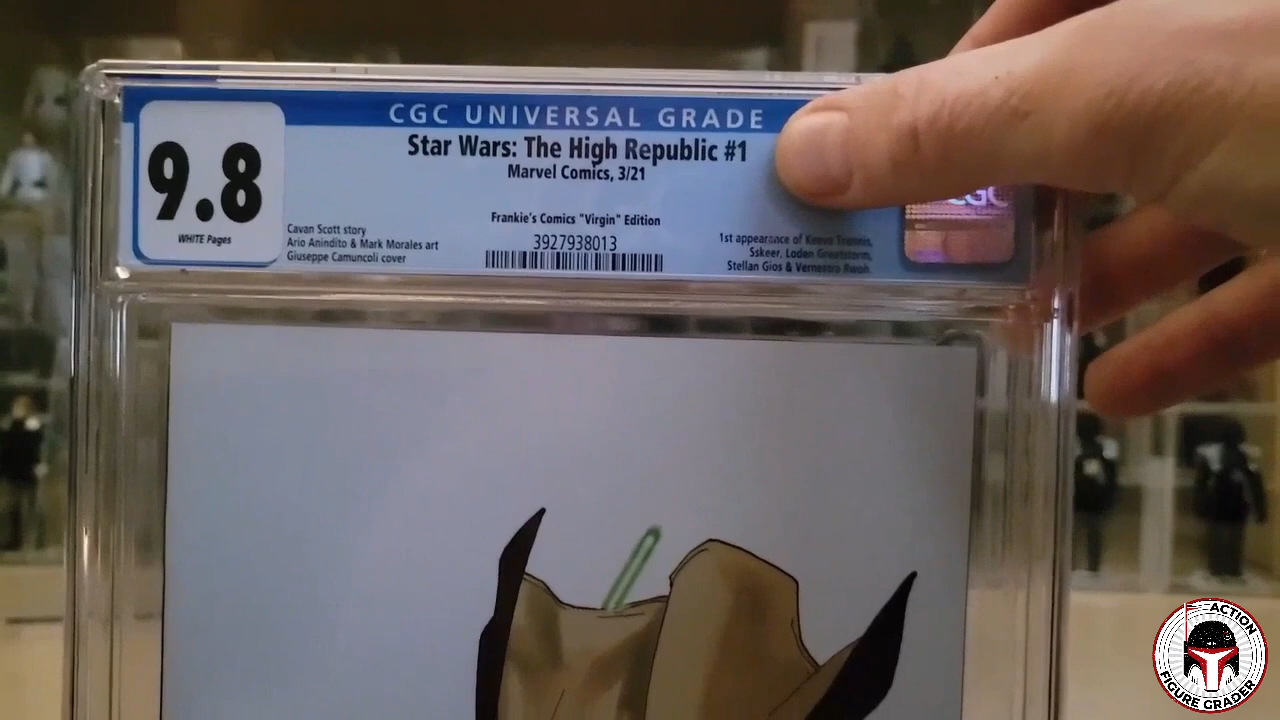 CGC UNIVERSAL GRADE
9.8
WHITE Pages
Star Wars: The High Republic #1
Marvel Comics, 3/21
Frankie's Comics "Virgin" Edition
3927938013
Cavan Scott story
Ario Anindito & Mark Morales art
Giuseppe Camuncoli cover
1st appearance of Keeve Trennis,
Sskeer, Loden Greatstorm,
Stellan Gios & Vernestra Rwoh.
CGC
ACTION
FIGURE GRADER